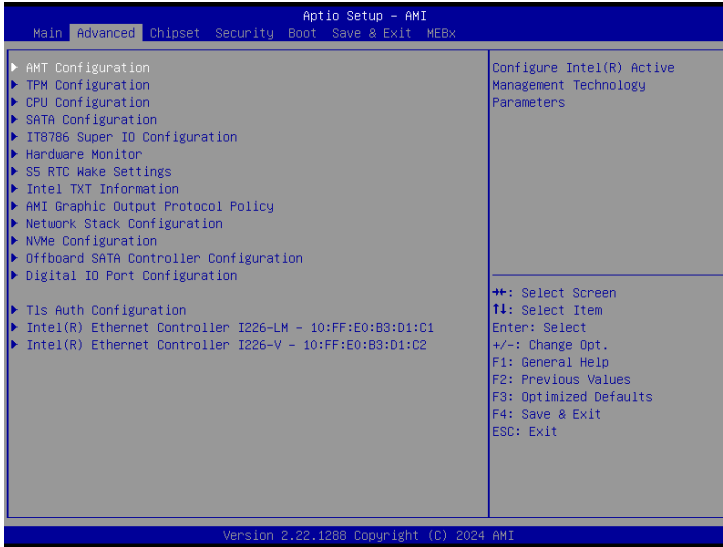 Aptio Setup - AMI
Main Advanced Chipset Security Boot Save & Exit MEBx
AMT Configuration
TPM Configuration
CPU Configuration
SATA Configuration
IT8786 Super IO Configuration
Hardware Monitor
S5 RTC Wake Settings
Intel TXT Information
AMI Graphic Output Protocol Policy
Network Stack Configuration
NVMe Configuration
Offboard SATA Controller Configuration
Digital IO Port Configuration
Tls Auth Configuration
Intel(R) Ethernet Controller I226-LM - 10:FF:E0:B3:D1:C1
Intel(R) Ethernet Controller I226-V - 10:FF:E0:B3:D1:C2
Configure Intel(R) Active
Management Technology
Parameters
→←: Select Screen
↑↓: Select Item
Enter: Select
+/-: Change Opt.
F1: General Help
F2: Previous Values
F3: Optimized Defaults
F4: Save & Exit
ESC: Exit
Version 2.22.1288 Copyright (C) 2024 AMI